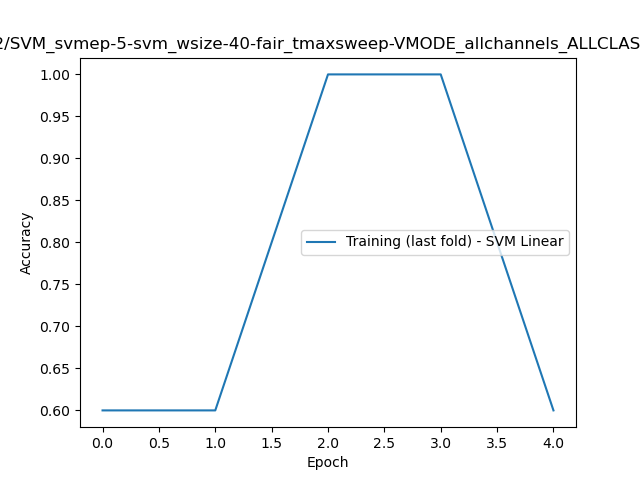 2/SVM_svmep-5-svm_wsize-40-fair_tmaxsweep-VMODE_allchannels_ALLCLAS
1.00
0.95
0.90
0.85
0.80
0.75
0.70
0.65
0.60
Accuracy
Training (last fold) - SVM Linear
0.0 0.5 1.0 1.5 2.0 2.5 3.0 3.5 4.0
Epoch